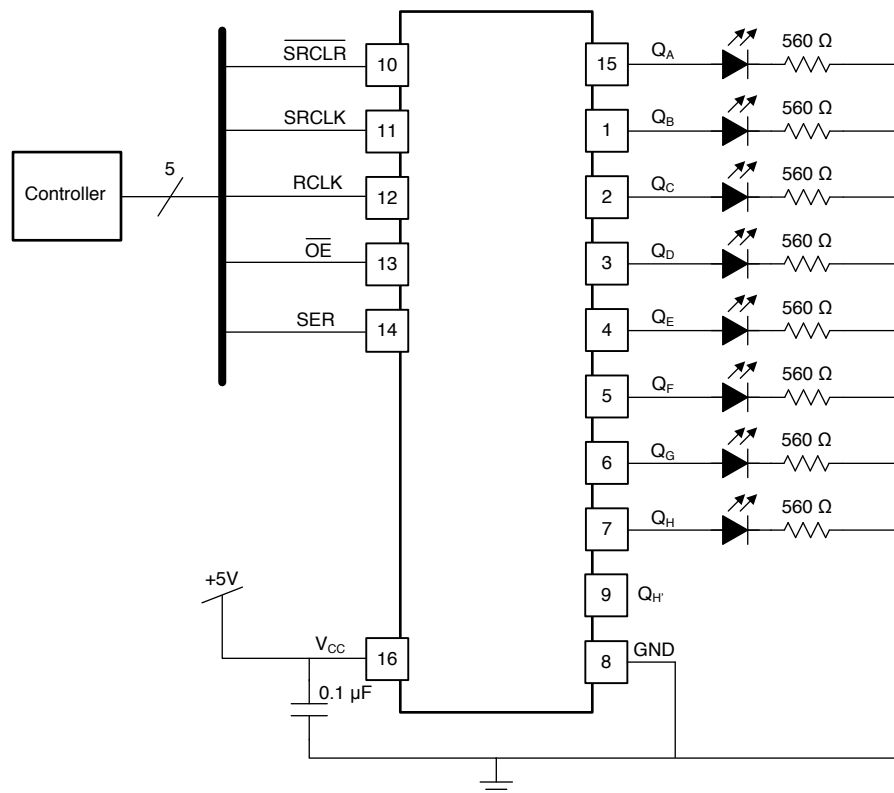 SRCLR
10
SRCLK
11
RCLK
12
OE
13
SER
14
Controller
5
+5V
VCC
16
0.1 µF
15
QA
560 Ω
1
QB
560 Ω
2
QC
560 Ω
3
QD
560 Ω
4
QE
560 Ω
5
QF
560 Ω
6
QG
560 Ω
7
QH
560 Ω
9
QH'
8
GND